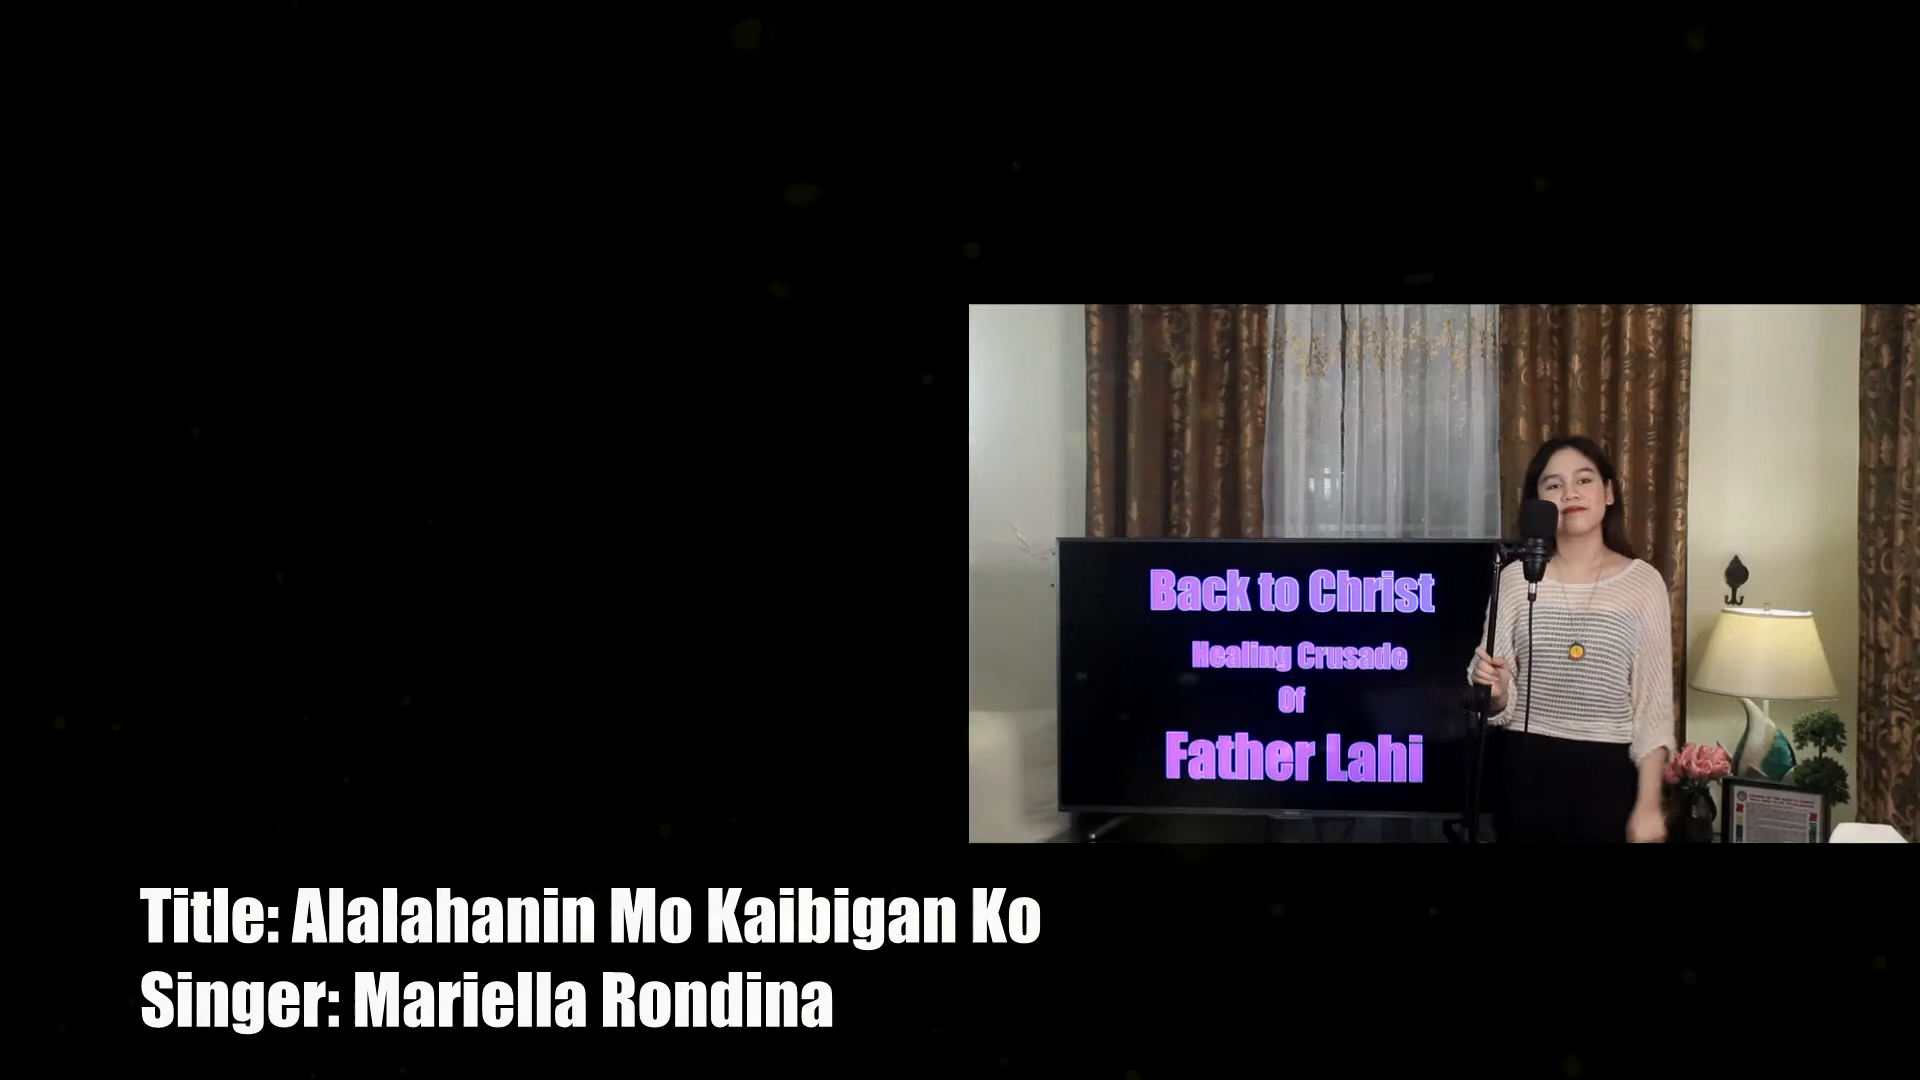 Back to Christ
Healing Crusade
Of
Father Lahi
Title: Alalahanin Mo Kaibigan Ko
Singer: Mariella Rondina